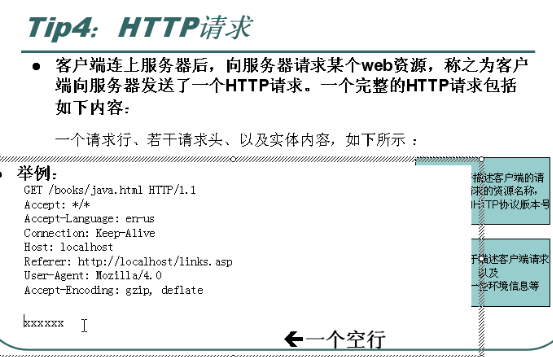 Tip4：HTTP请求
● 客户端连上服务器后，向服务器请求某个web资源，称之为客户
端向服务器发送了一个HTTP请求。一个完整的HTTP请求包括
如下内容：
一个请求行、若干请求头、以及实体内容，如下所示：
举例：
GET /books/java.html HTTP/1.1
Accept: */*
Accept-Language: en-us
Connection: Keep-Alive
Host: localhost
Referer: http://localhost/links.asp
User-Agent: Mozilla/4.0
Accept-Encoding: gzip, deflate
xxxxxx
←一个空行
描述客户端的请
求的资源名称，
HTTP协议版本号
描述客户端请求
以及
一些环境信息等